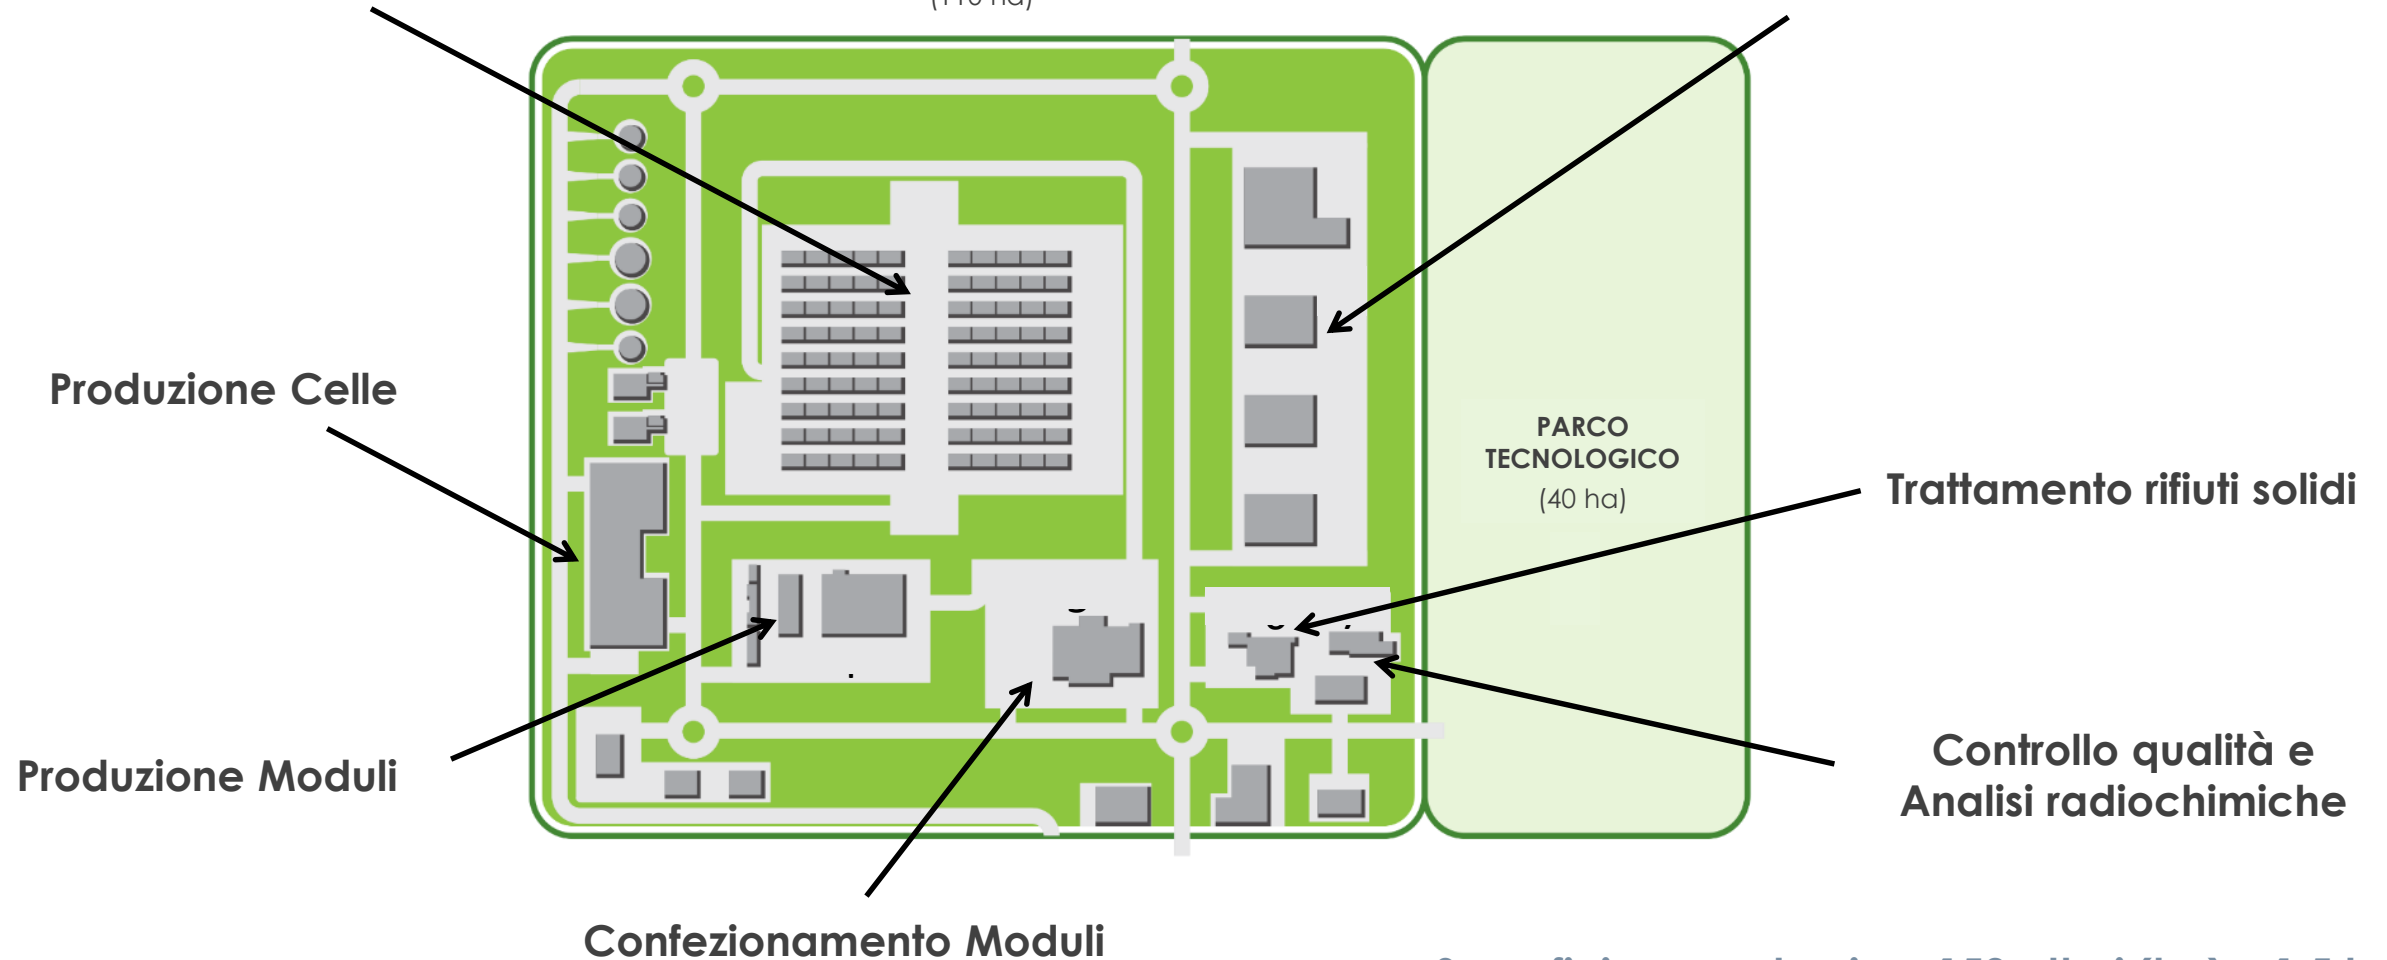 Produzione Celle
PARCO
TECNOLOGICO
(40 ha)
Trattamento rifiuti solidi
Produzione Moduli
Controllo qualità e
Analisi radiochimiche
Confezionamento Moduli